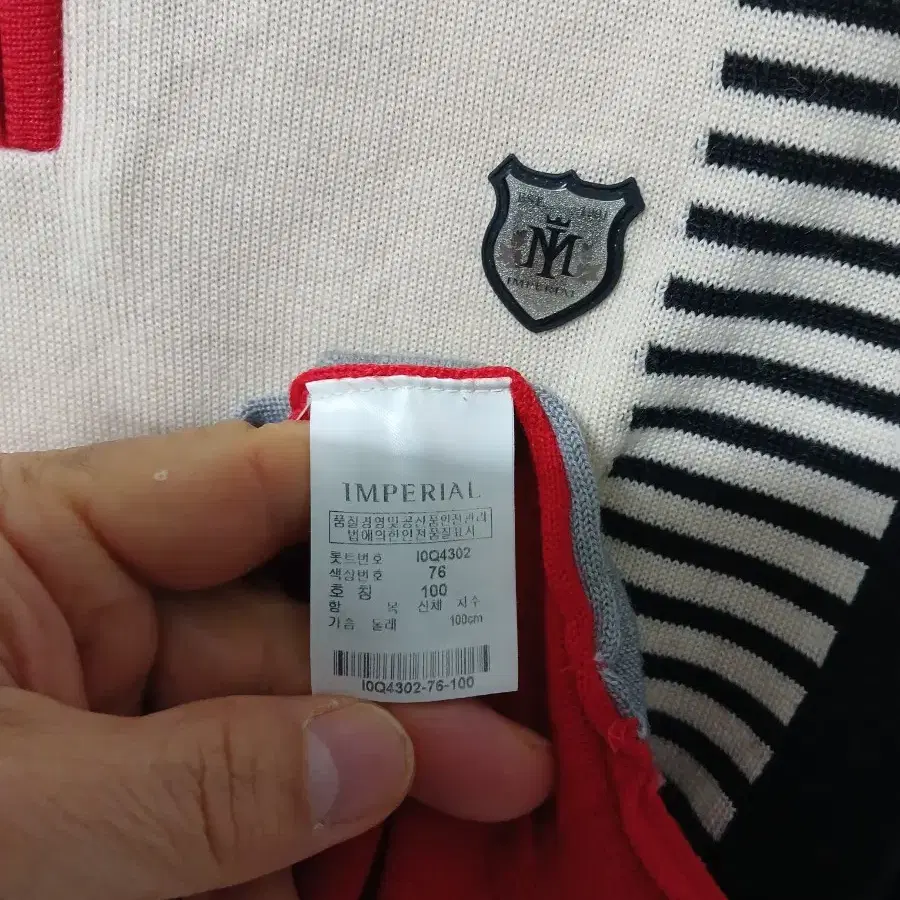 EST 1991
IMPERIAL
IMPERIAL
품질경영및공산품안전관리
법에의한안전품질표시
롯트번호 I0Q4302
색상번호 76
호 칭 100
항 목 신체 치수
가슴 둘레 100cm
I0Q4302-76-100